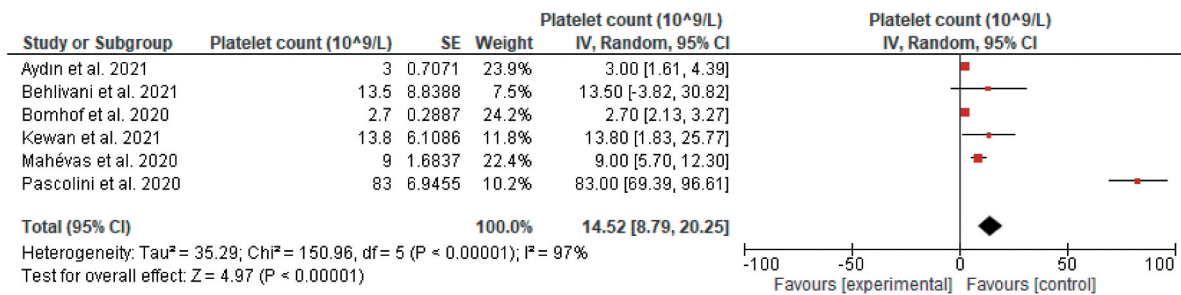 Platelet count (10^9/L) Platelet count (10^9/L)
Study or Subgroup Platelet count (10^9/L) SE Weight IV, Random, 95% CI IV, Random, 95% CI
Aydın et al. 2021 3 0.7071 23.9% 3.00 [1.61, 4.39]
Behlivani et al. 2021 13.5 8.8388 7.5% 13.50 [-3.82, 30.82]
Bomhof et al. 2020 2.7 0.2887 24.2% 2.70 [2.13, 3.27]
Kewan et al. 2021 13.8 6.1086 11.8% 13.80 [1.83, 25.77]
Mahévas et al. 2020 9 1.6837 22.4% 9.00 [5.70, 12.30]
Pascolini et al. 2020 83 6.9455 10.2% 83.00 [69.39, 96.61]
Total (95% CI) 100.0% 14.52 [8.79, 20.25]
Heterogeneity: Tau² = 35.29; Chi² = 150.96, df = 5 (P < 0.00001); I² = 97%
Test for overall effect: Z = 4.97 (P < 0.00001)
-100 -50 0 50 100
Favours [experimental] Favours [control]